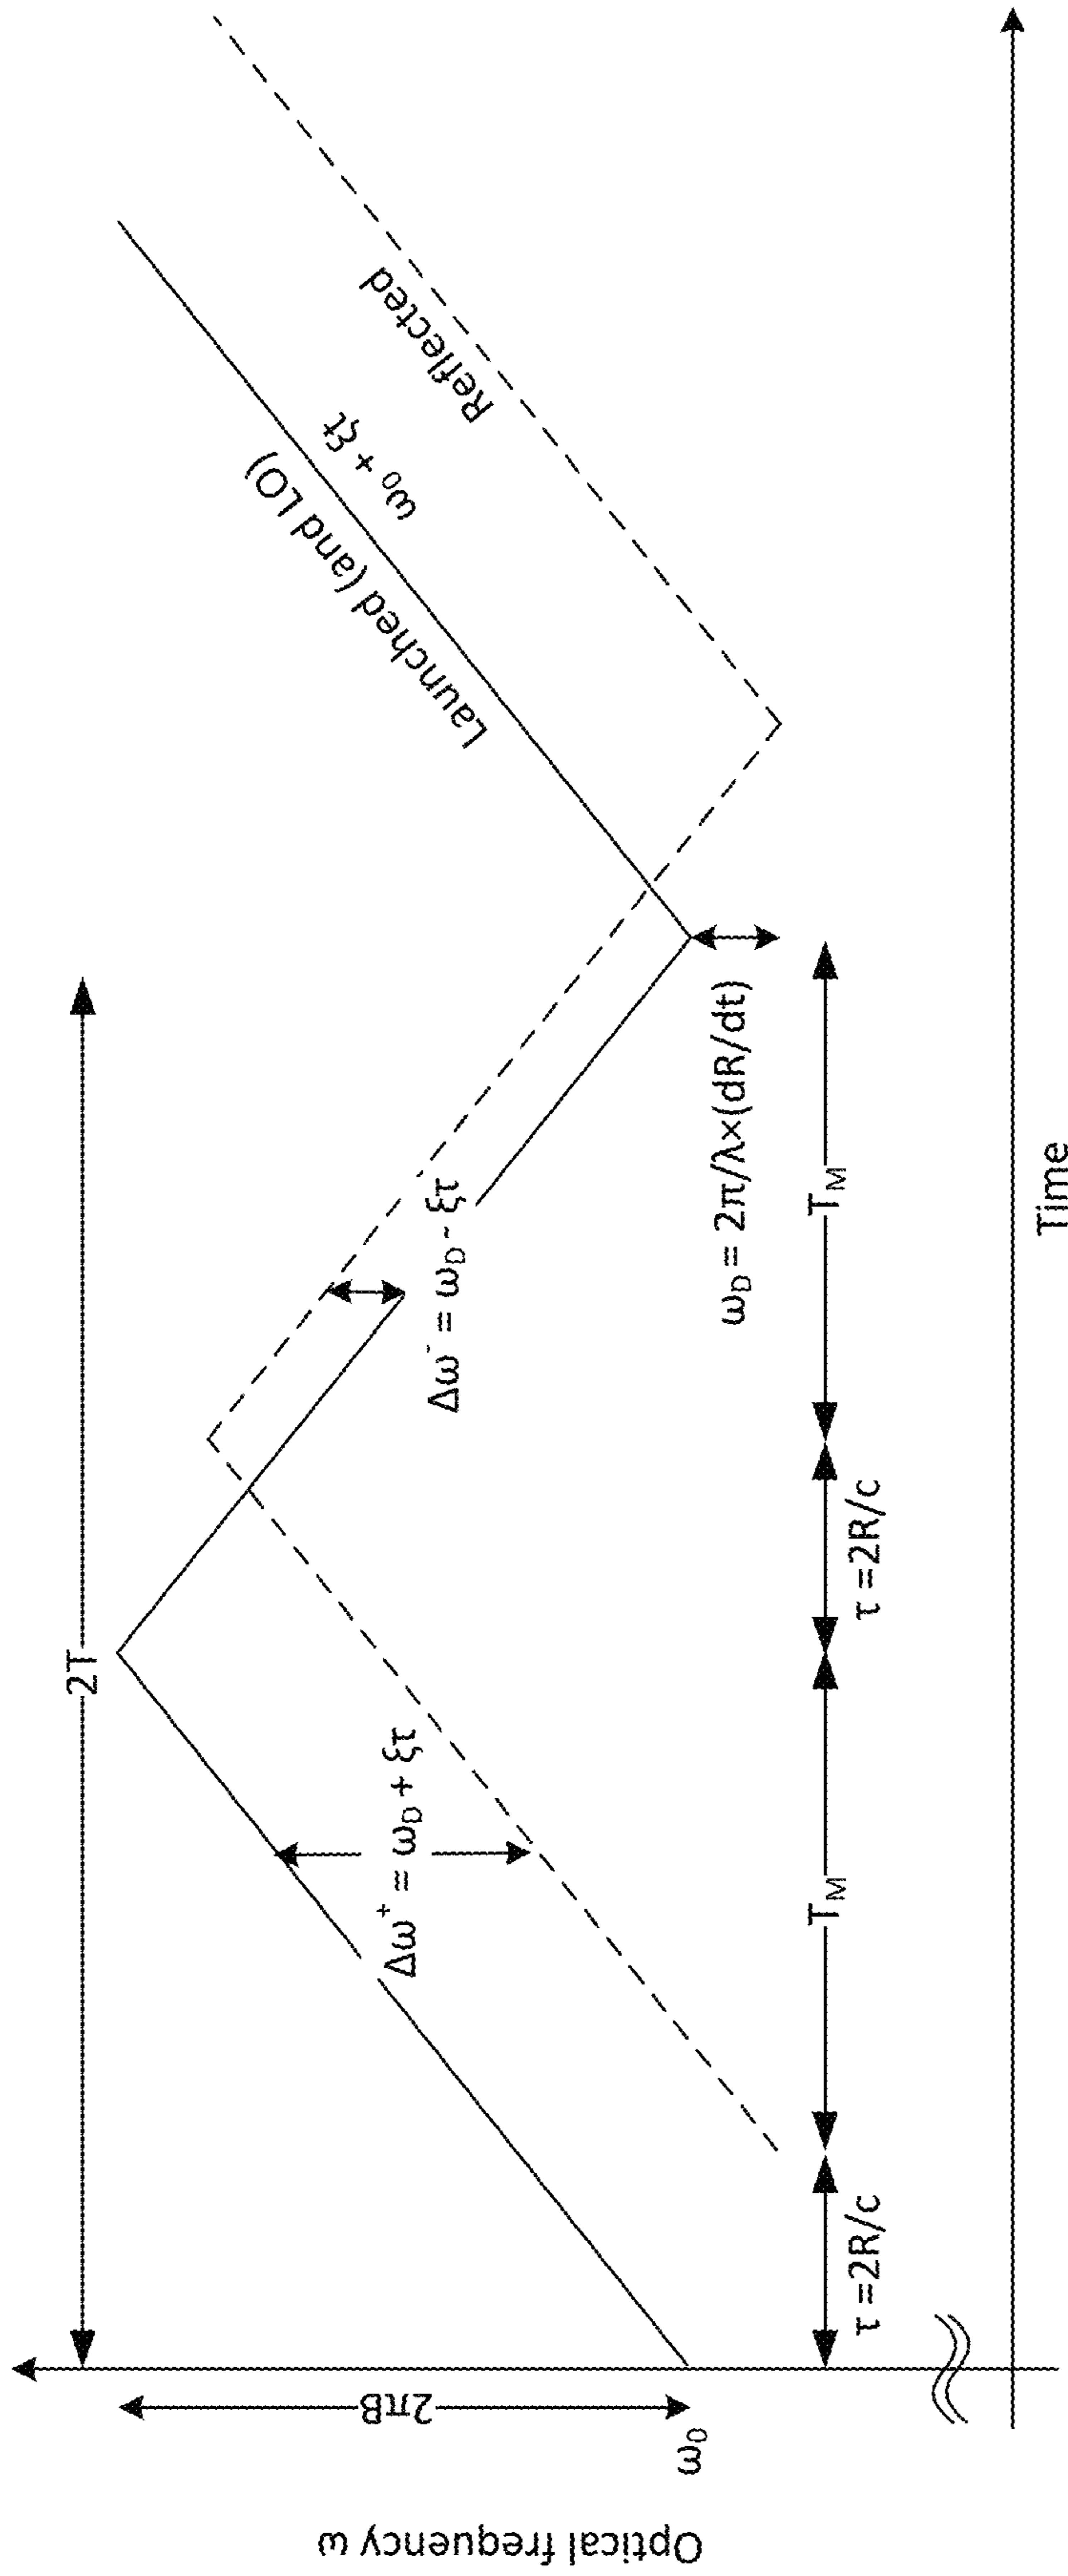 2T
Optical frequency ω
2πB
ω₀
Δω⁺ = ω_D + ξτ
Δω⁻ = ω_D - ξτ
Launched (and LO)
ω₀ + ξt
Reflected
ω_D = 2π/λ×(dR/dt)
τ =2R/c
T_M
τ =2R/c
T_M
Time